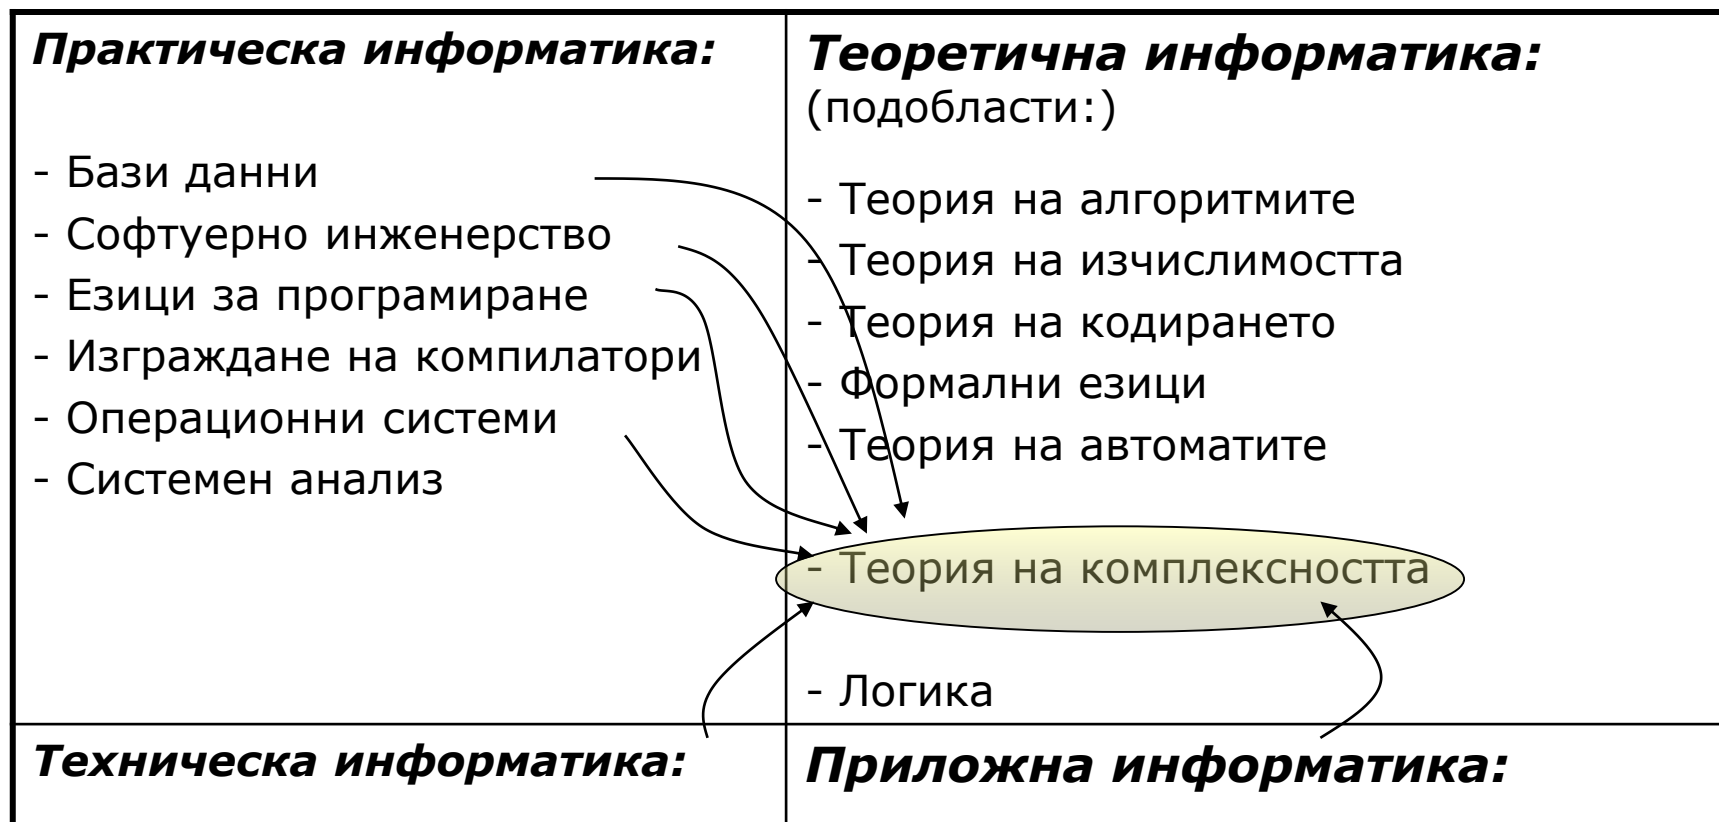 Практическа информатика:
- Бази данни
- Софтуерно инженерство
- Езици за програмиране
- Изграждане на компилатори
- Операционни системи
- Системен анализ
Теоретична информатика:
(подобласти:)
- Теория на алгоритмите
- Теория на изчислимостта
- Теория на кодирането
- Формални езици
- Теория на автоматите
- Теория на комплексността
- Логика
Техническа информатика:
Приложна информатика: